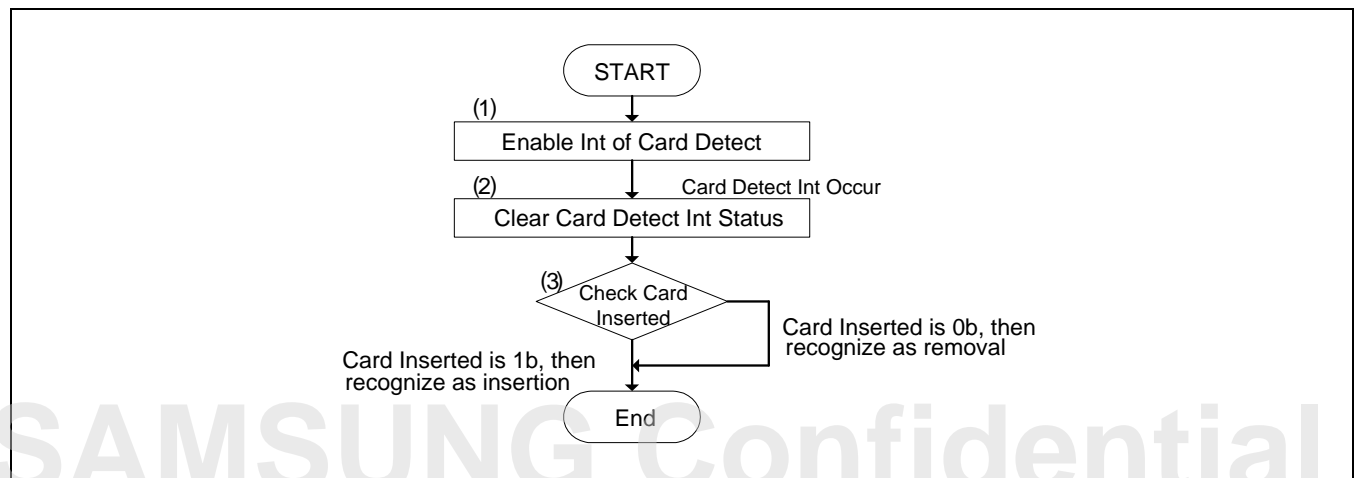 START
(1)
Enable Int of Card Detect
(2)
Card Detect Int Occur
Clear Card Detect Int Status
(3)
Check Card
Inserted
Card Inserted is 0b, then
recognize as removal
Card Inserted is 1b, then
recognize as insertion
End
SAMSUNG Confidential